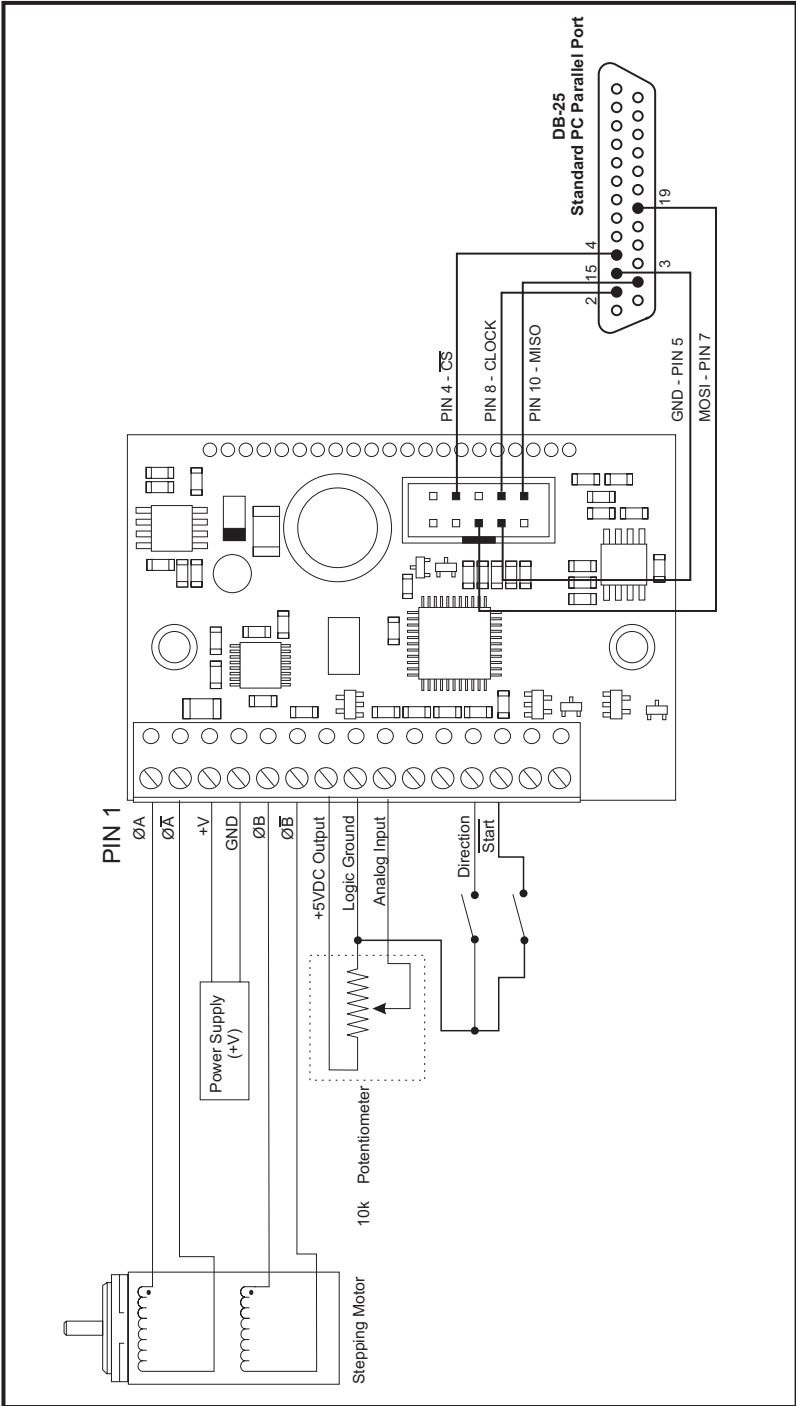 DB-25
Standard PC Parallel Port
2
15
4
3
19
PIN 4 - C̅S̅
PIN 8 - CLOCK
PIN 10 - MISO
GND - PIN 5
MOSI - PIN 7
PIN 1
ØA
ØA̅
+V
GND
ØB
ØB̅
+5VDC Output
Logic Ground
Analog Input
Direction
S̅t̅a̅r̅t̅
Power Supply
(+V)
10k Potentiometer
Stepping Motor